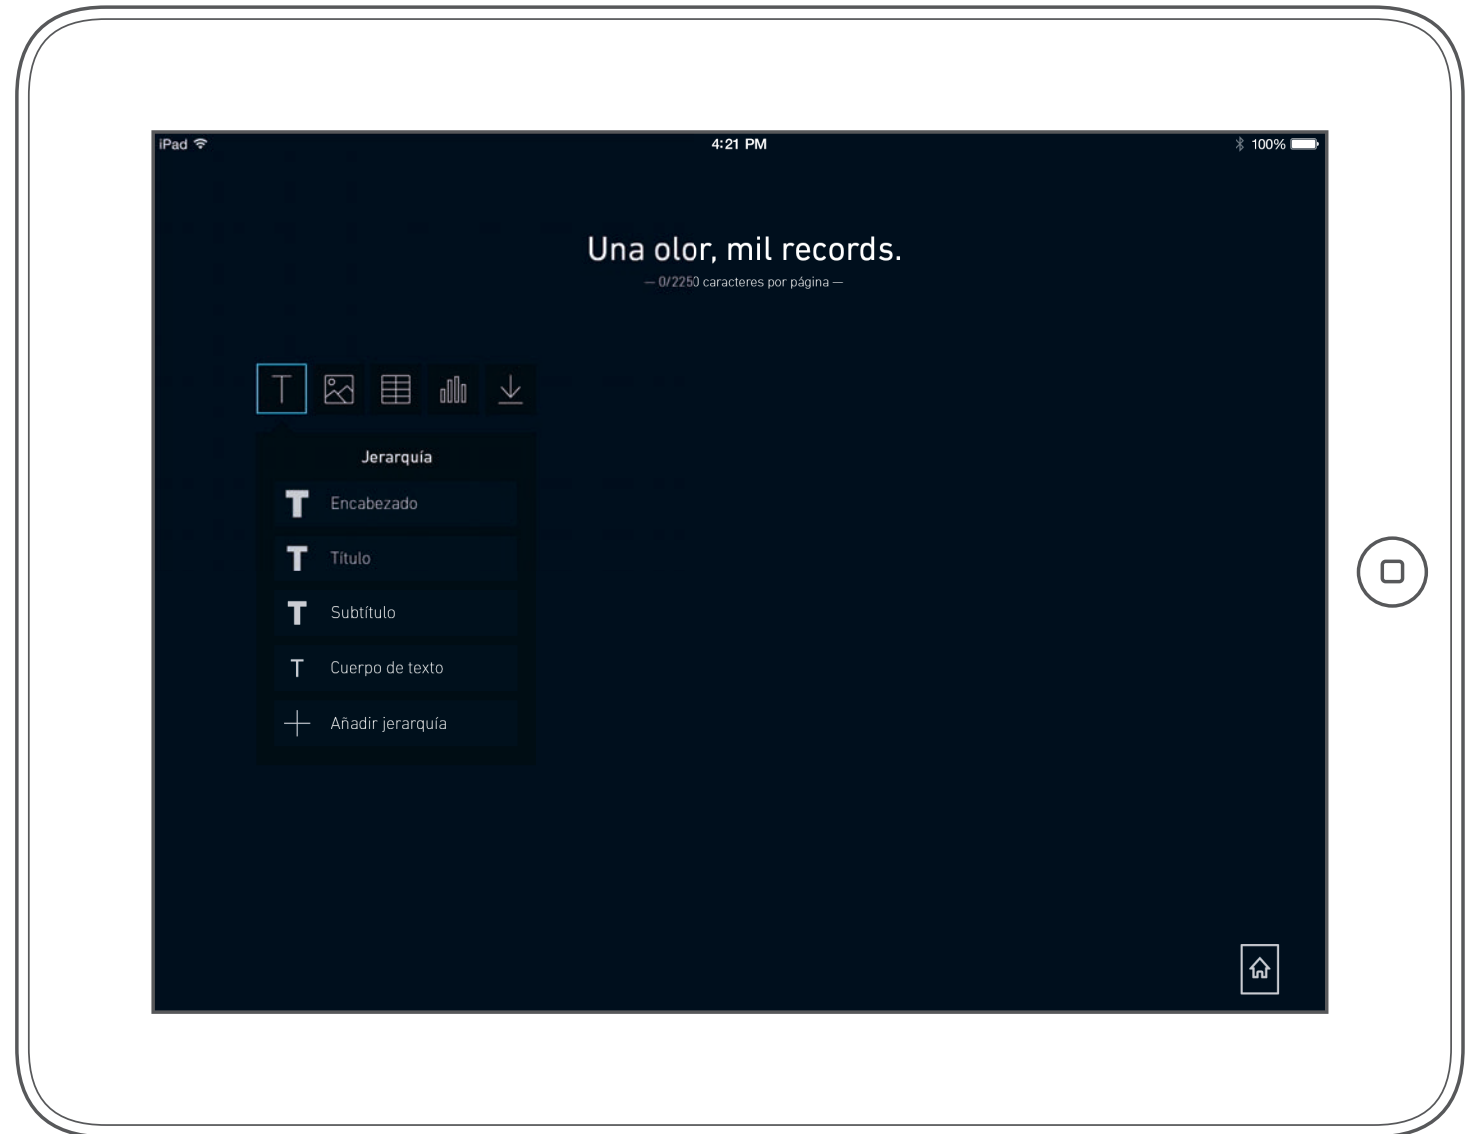 iPad 4:21 PM 100%
Una olor, mil records.
— 0/2250 caracteres por página —
T
Jerarquía
T Encabezado
T Título
T Subtítulo
T Cuerpo de texto
Añadir jerarquía